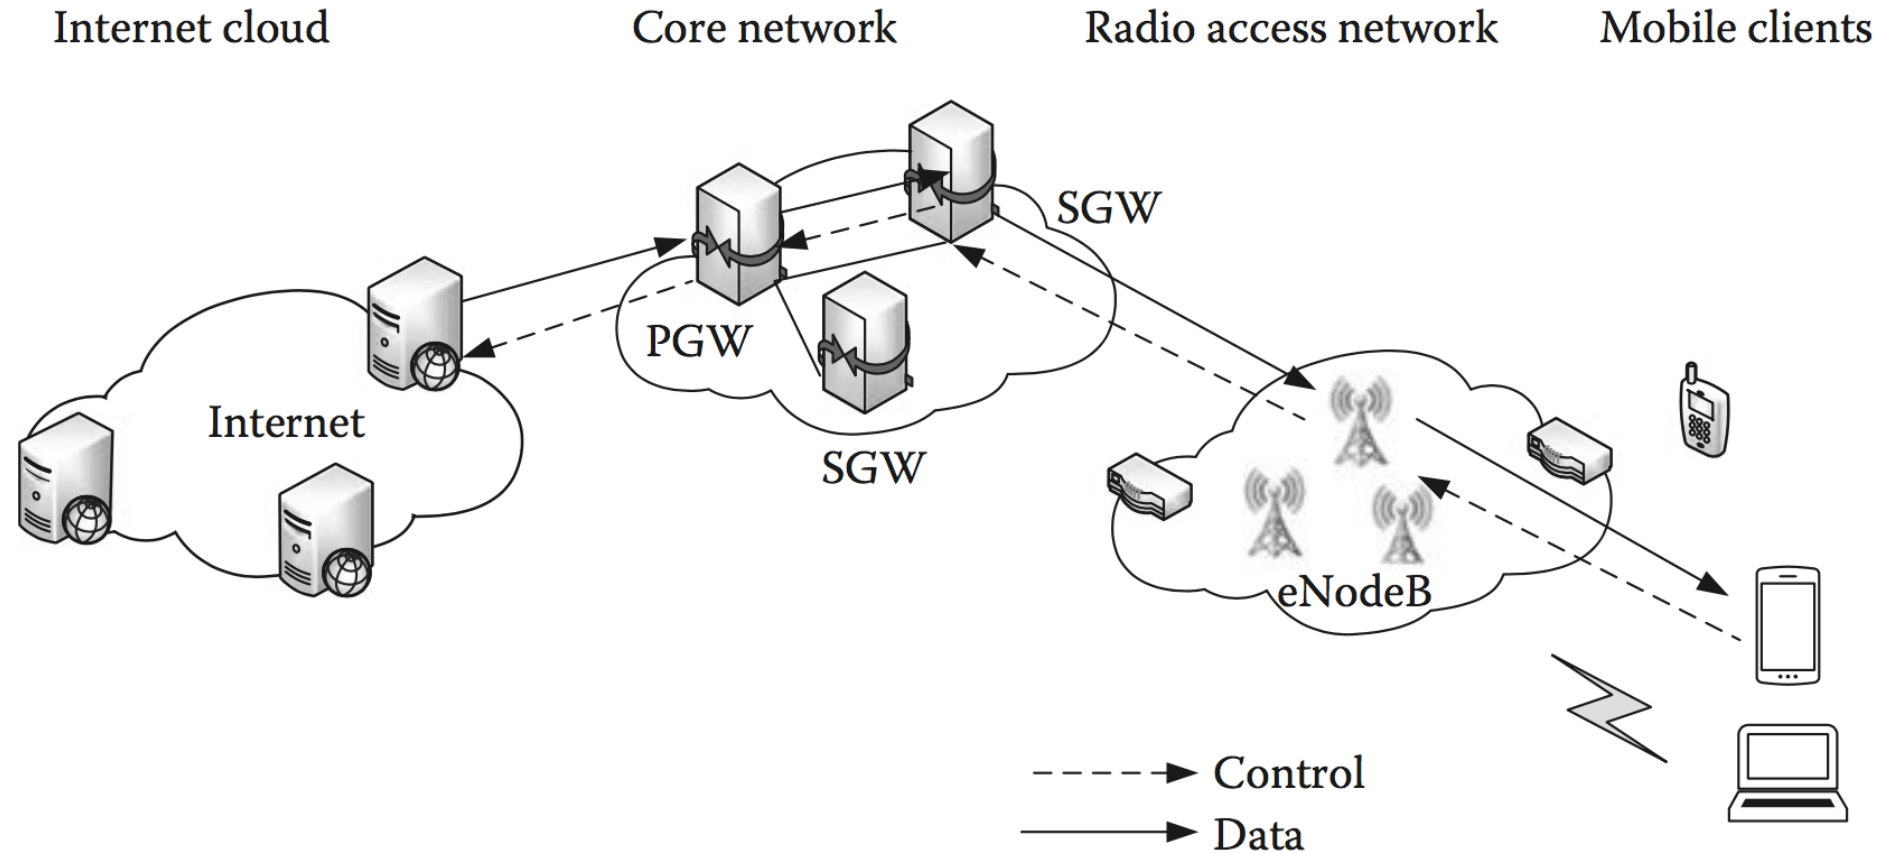 Internet cloud
Core network
Radio access network
Mobile clients
SGW
PGW
Internet
SGW
eNodeB
Control
Data